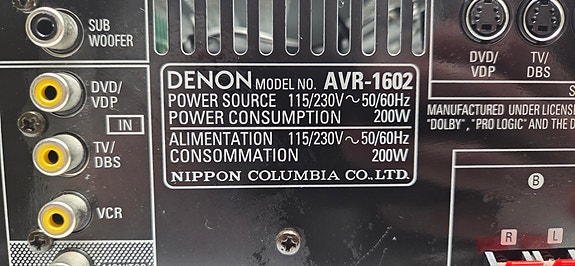 SUB
WOOFER
DVD/
VDP
IN
TV/
DBS
VCR
DENON MODEL NO. AVR-1602
POWER SOURCE 115/230V～50/60Hz
POWER CONSUMPTION 200W
ALIMENTATION 115/230V～50/60Hz
CONSOMMATION 200W
NIPPON COLUMBIA CO.,LTD.
DVD/
VDP
TV/
DBS
S
MANUFACTURED UNDER LICEN
"DOLBY", "PRO LOGIC" AND THE D
B
R L